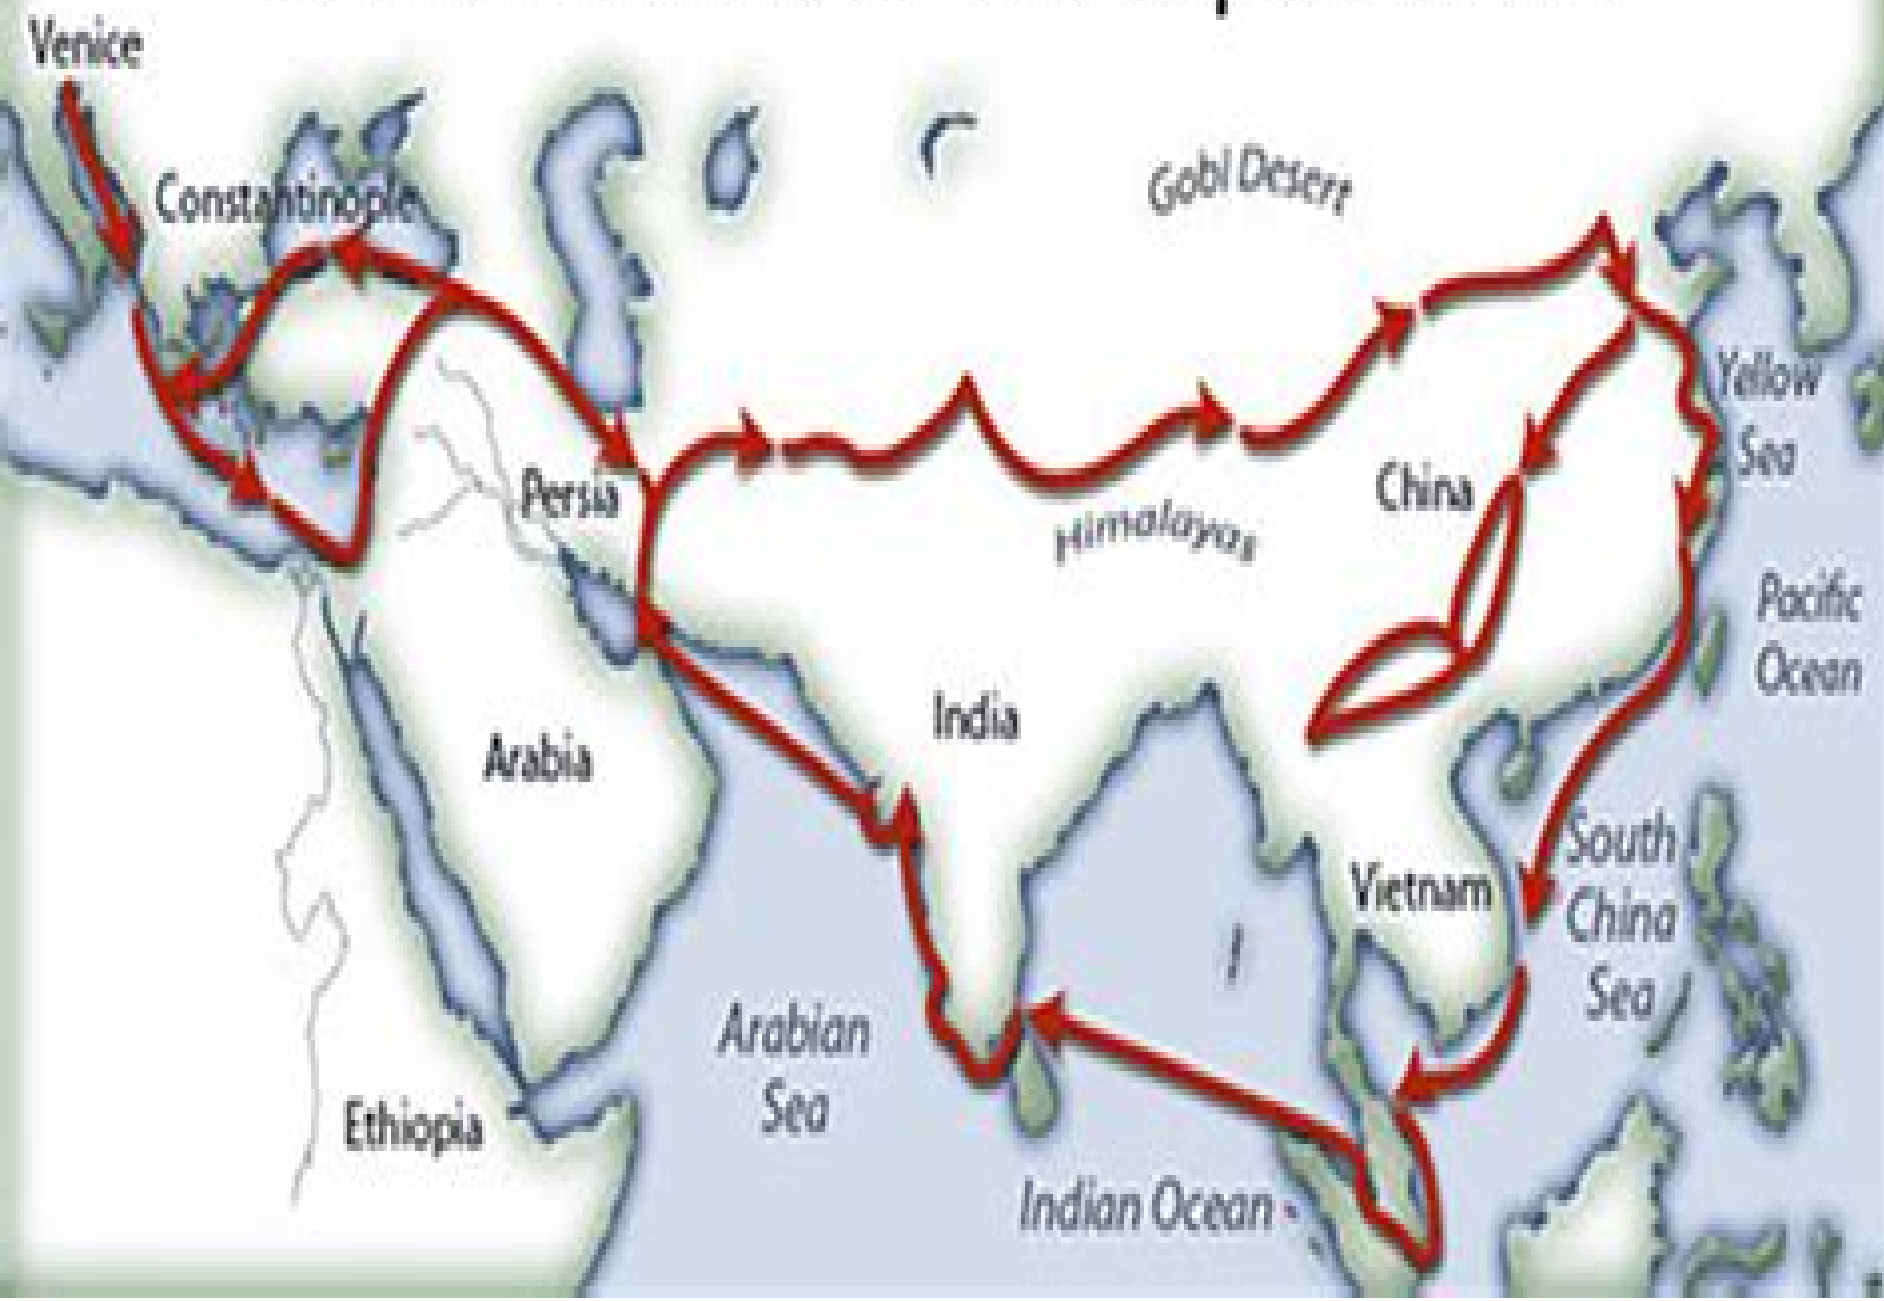 Venice
Constantinople
Gobi Desert
Yellow
Sea
Persia
China
Himalayas
Pacific
Ocean
India
Arabia
South
China
Sea
Vietnam
Arabian
Sea
Ethiopia
Indian Ocean